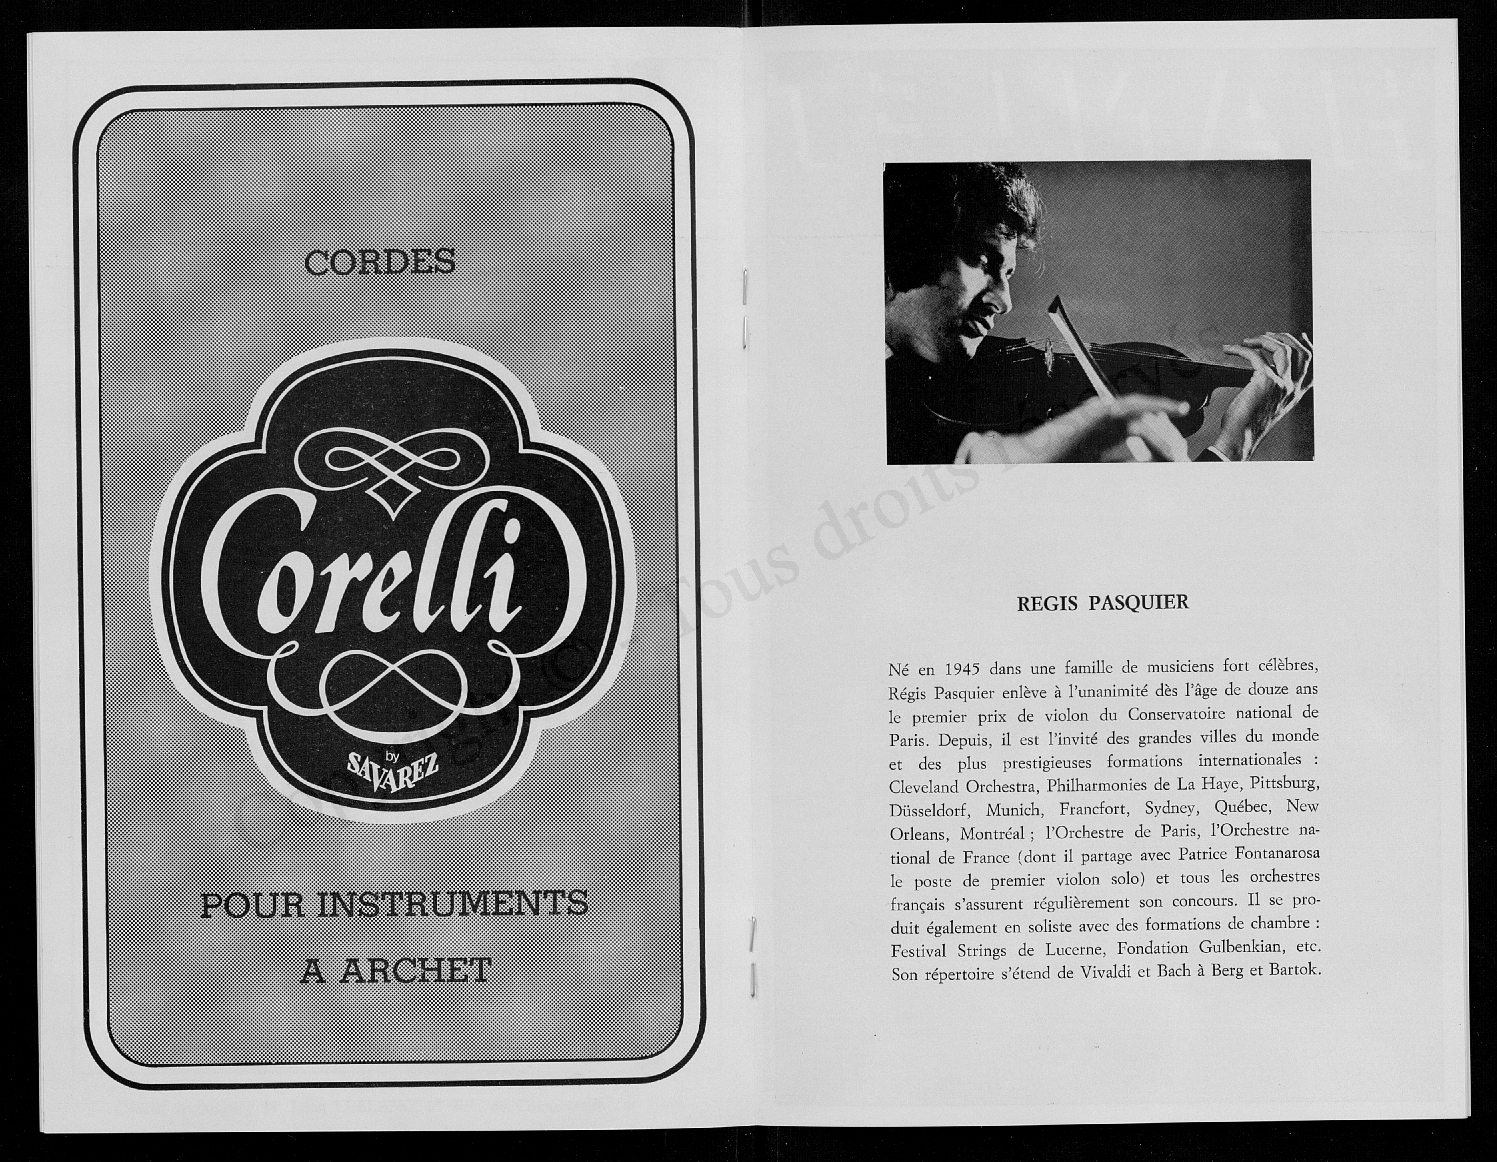 CORDES
Corelli
by
SAVAREZ
POUR INSTRUMENTS
A ARCHET
REGIS PASQUIER
Né en 1945 dans une famille de musiciens fort célèbres,
Régis Pasquier enlève à l'unanimité dès l'âge de douze ans
le premier prix de violon du Conservatoire national de
Paris. Depuis, il est l'invité des grandes villes du monde
et des plus prestigieuses formations internationales :
Cleveland Orchestra, Philharmonies de La Haye, Pittsburg,
Düsseldorf, Munich, Francfort, Sydney, Québec, New
Orleans, Montréal ; l'Orchestre de Paris, l'Orchestre na-
tional de France (dont il partage avec Patrice Fontanarosa
le poste de premier violon solo) et tous les orchestres
français s'assurent régulièrement son concours. Il se pro-
duit également en soliste avec des formations de chambre :
Festival Strings de Lucerne, Fondation Gulbenkian, etc.
Son répertoire s'étend de Vivaldi et Bach à Berg et Bartok.
Tous droits réservés